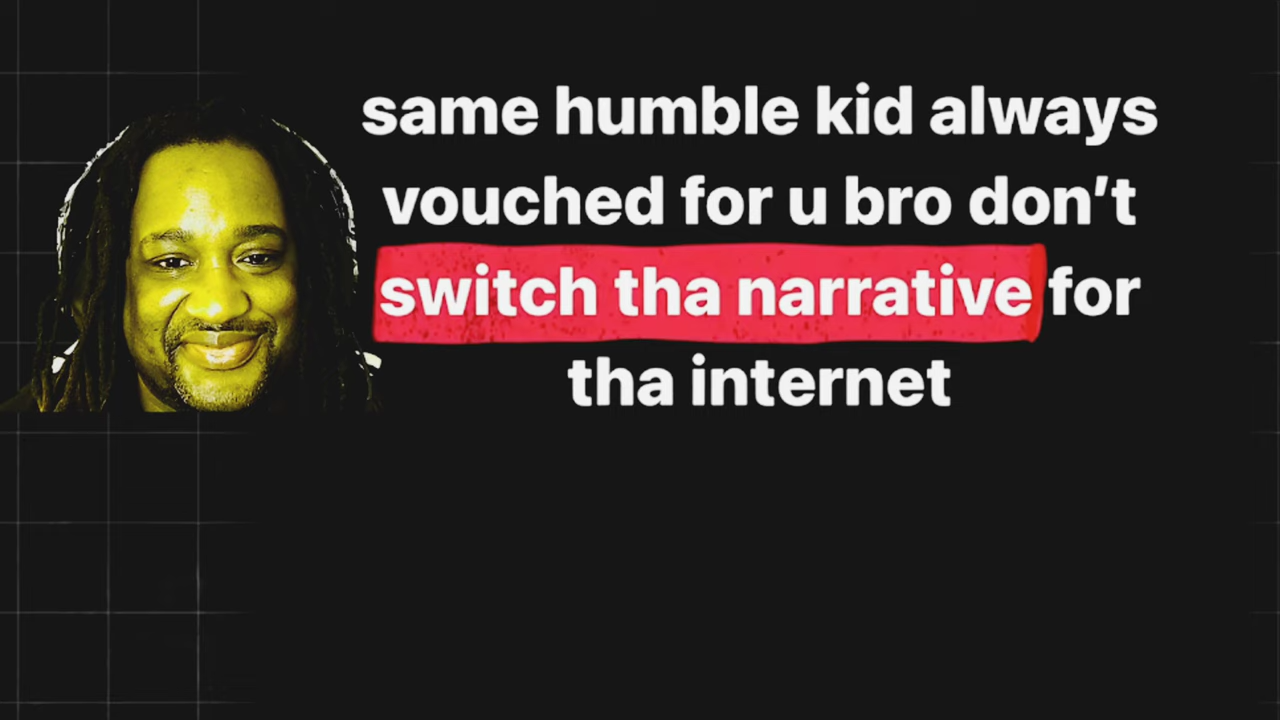 same humble kid always
vouched for u bro don’t
switch tha narrative for
tha internet